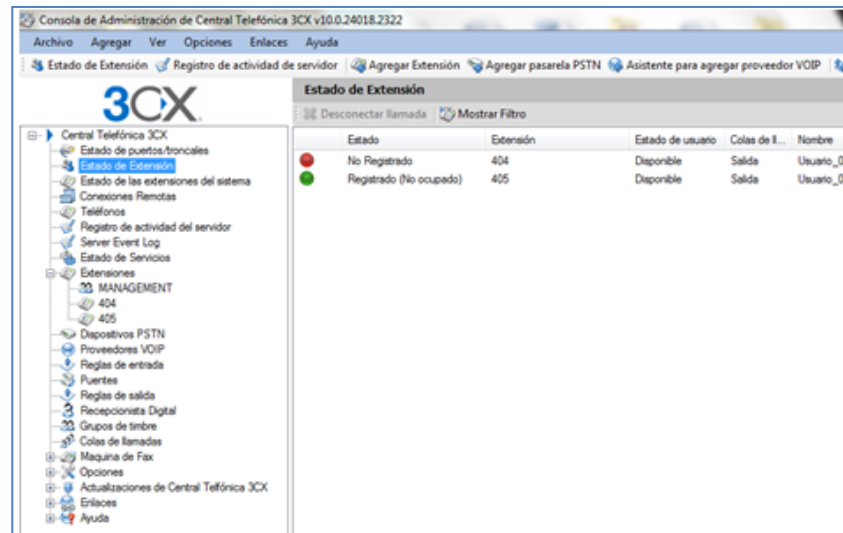 Consola de Administración de Central Telefónica 3CX v10.0.24018.2322
Archivo Agregar Ver Opciones Enlaces Ayuda
Estado de Extensión Registro de actividad de servidor Agregar Extensión Agregar pasarela PSTN Asistente para agregar proveedor VOIP
3CX
Central Telefónica 3CX
Estado de puertos/troncales
Estado de Extensión
Estado de las extensiones del sistema
Conexiones Remotas
Teléfonos
Registro de actividad del servidor
Server Event Log
Estado de Servicios
Extensiones
MANAGEMENT
404
405
Dispositivos PSTN
Proveedores VOIP
Reglas de entrada
Puentes
Reglas de salida
Recepcionista Digital
Grupos de timbre
Colas de llamadas
Maquina de Fax
Opciones
Actualizaciones de Central Telfónica 3CX
Enlaces
Ayuda
Estado de Extensión
Desconectar llamada Mostrar Filtro
Estado Extensión Estado de usuario Colas de ll... Nombre
No Registrado 404 Disponible Salida Usuario_0
Registrado (No ocupado) 405 Disponible Salida Usuario_0